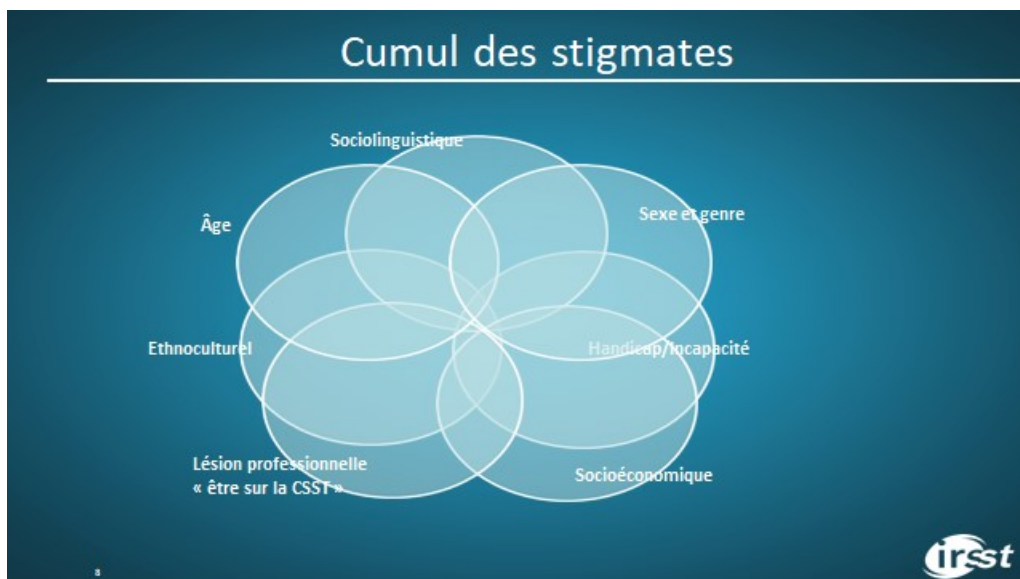 Cumul des stigmates
Sociolinguistique
Âge
Sexe et genre
Ethnoculturel
Handicap/Incapacité
Lésion professionnelle
« être sur la CSST »
Socioéconomique
8
irsst